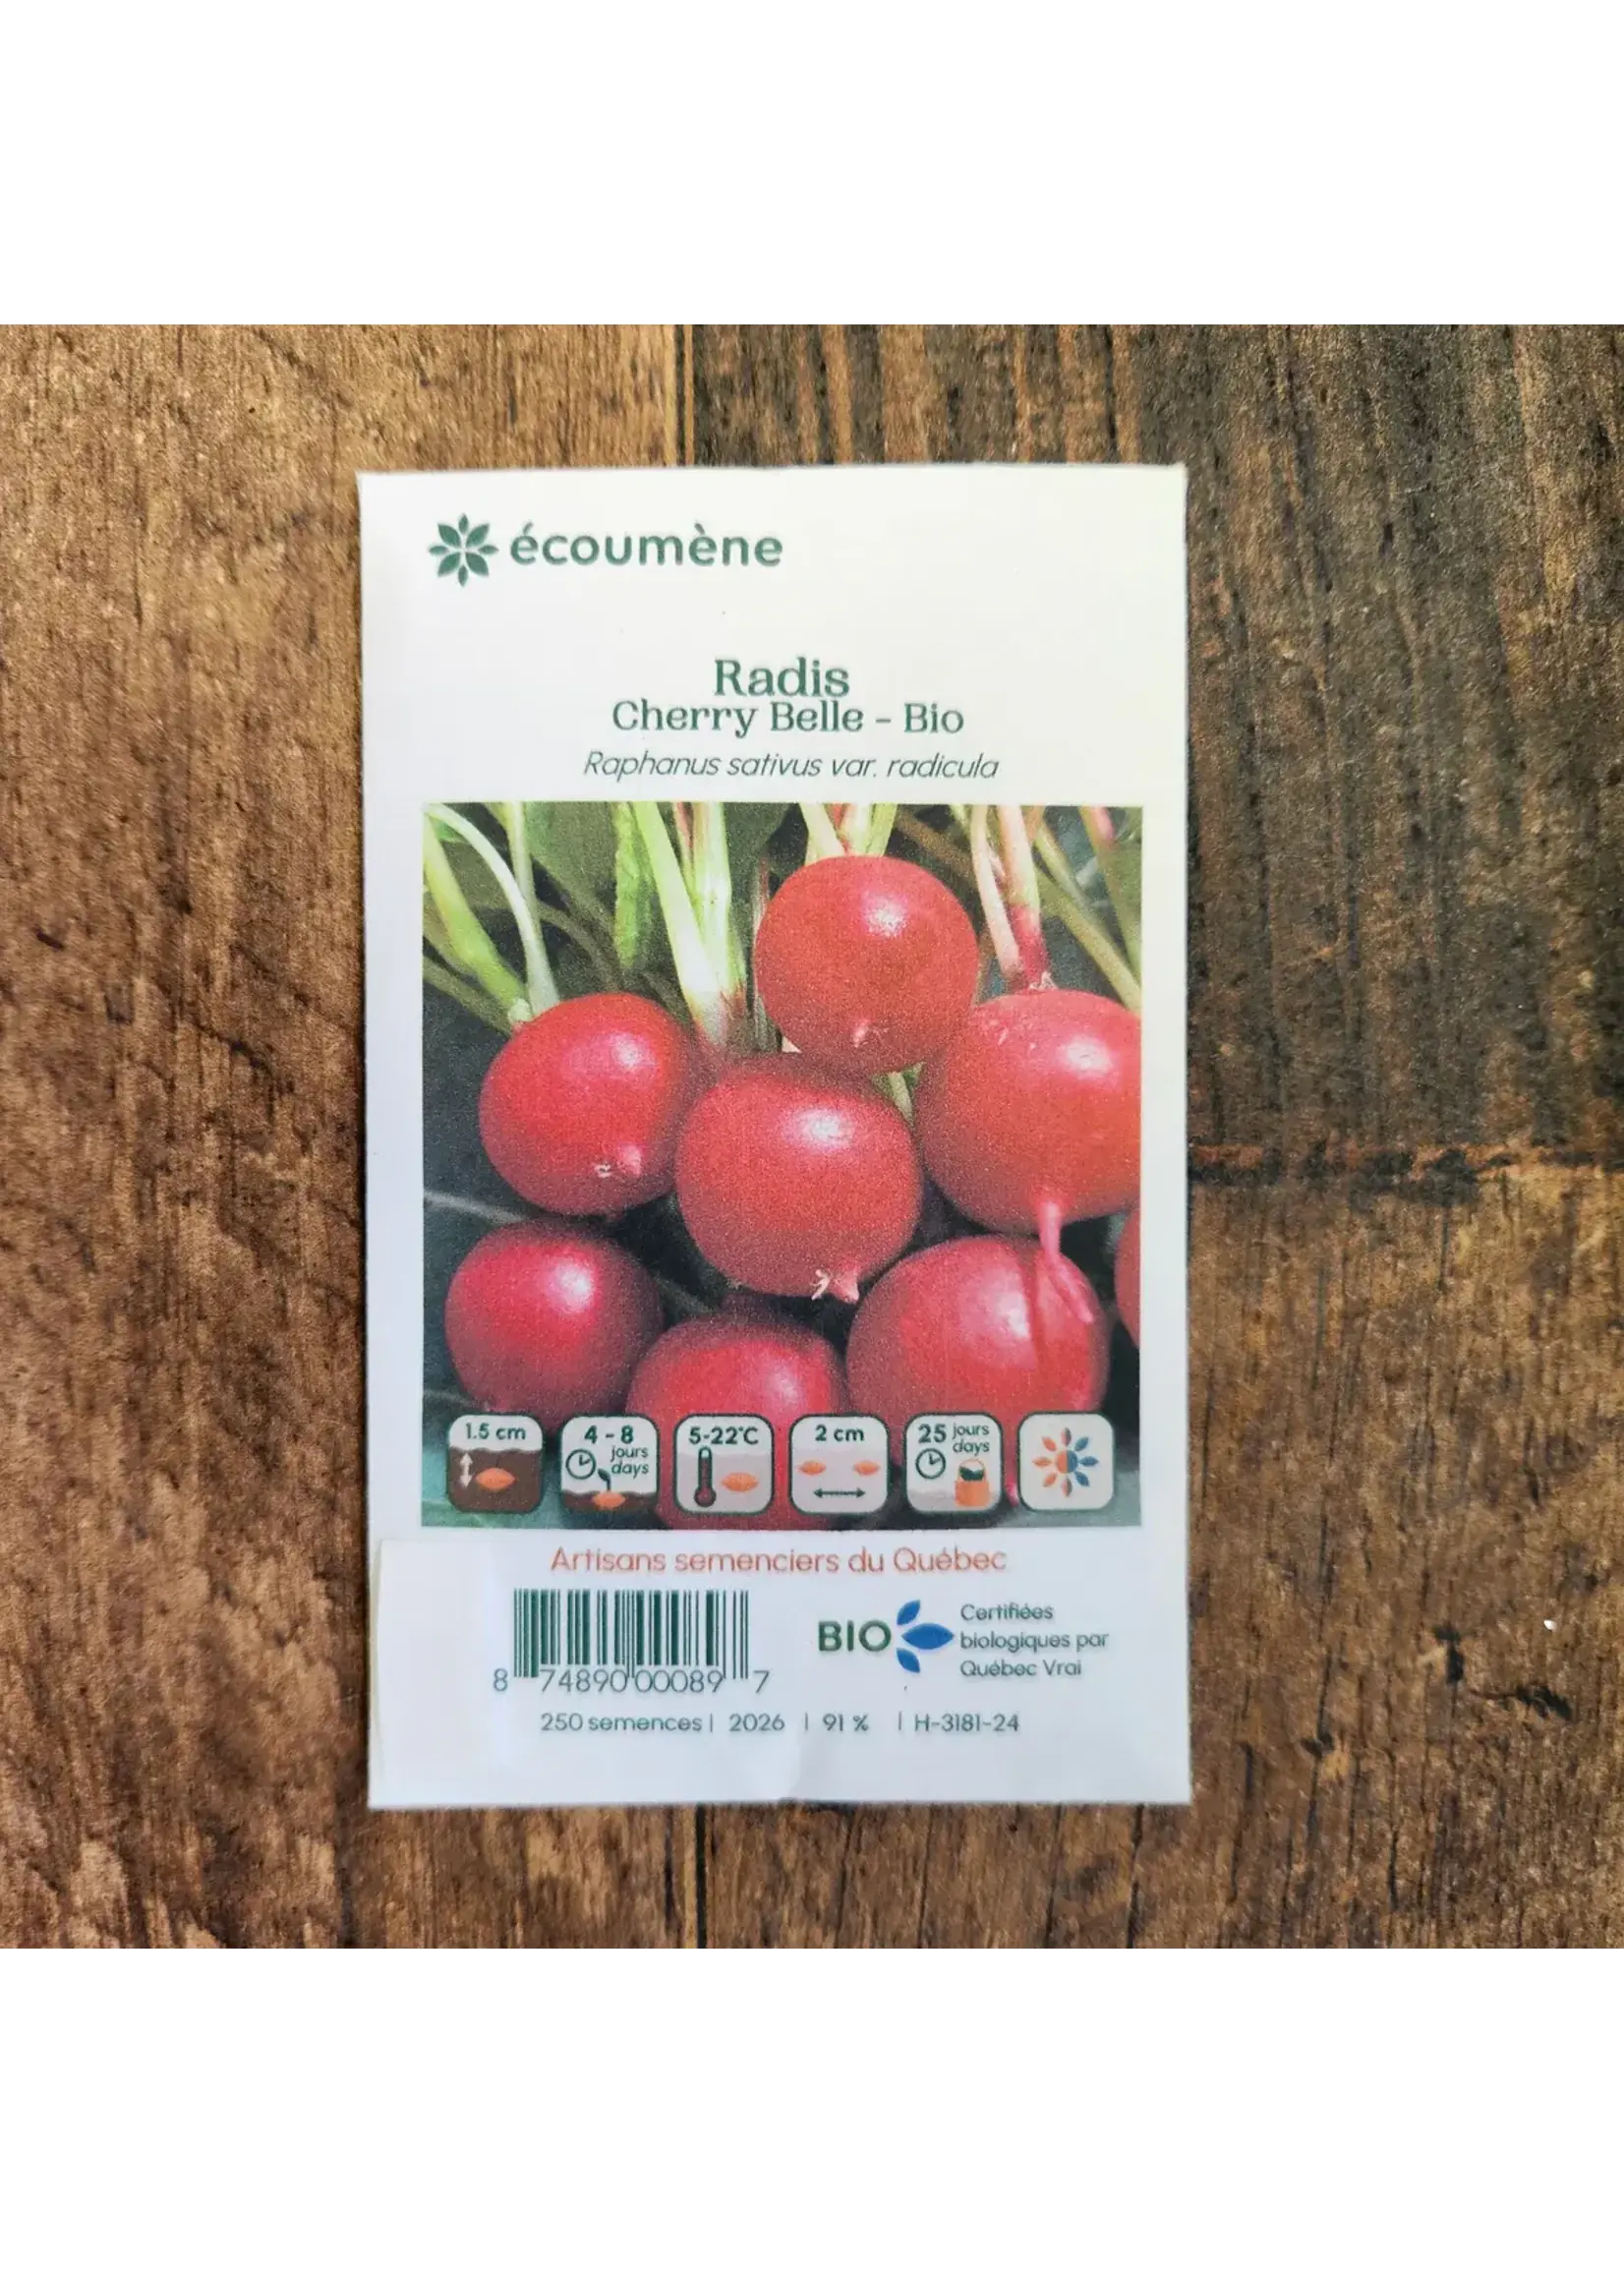 écoumène
Radis
Cherry Belle - Bio
Raphanus sativus var. radicula
1.5 cm
4 - 8
jours
days
5-22°C
2 cm
25 jours
days
Artisans semenciers du Québec
BIO
Certifiées
biologiques par
Québec Vrai
8 74890 00089 7
250 semences | 2026 | 91 % | H-3181-24